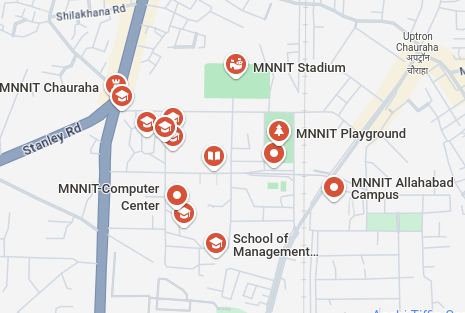 Shilakhana Rd
Uptron
Chauraha
अपट्रॉन
चौराहा
MNNIT Stadium
MNNIT Chauraha
Stanley Rd
MNNIT Playground
MNNIT Computer
Center
MNNIT Allahabad
Campus
School of
Management...